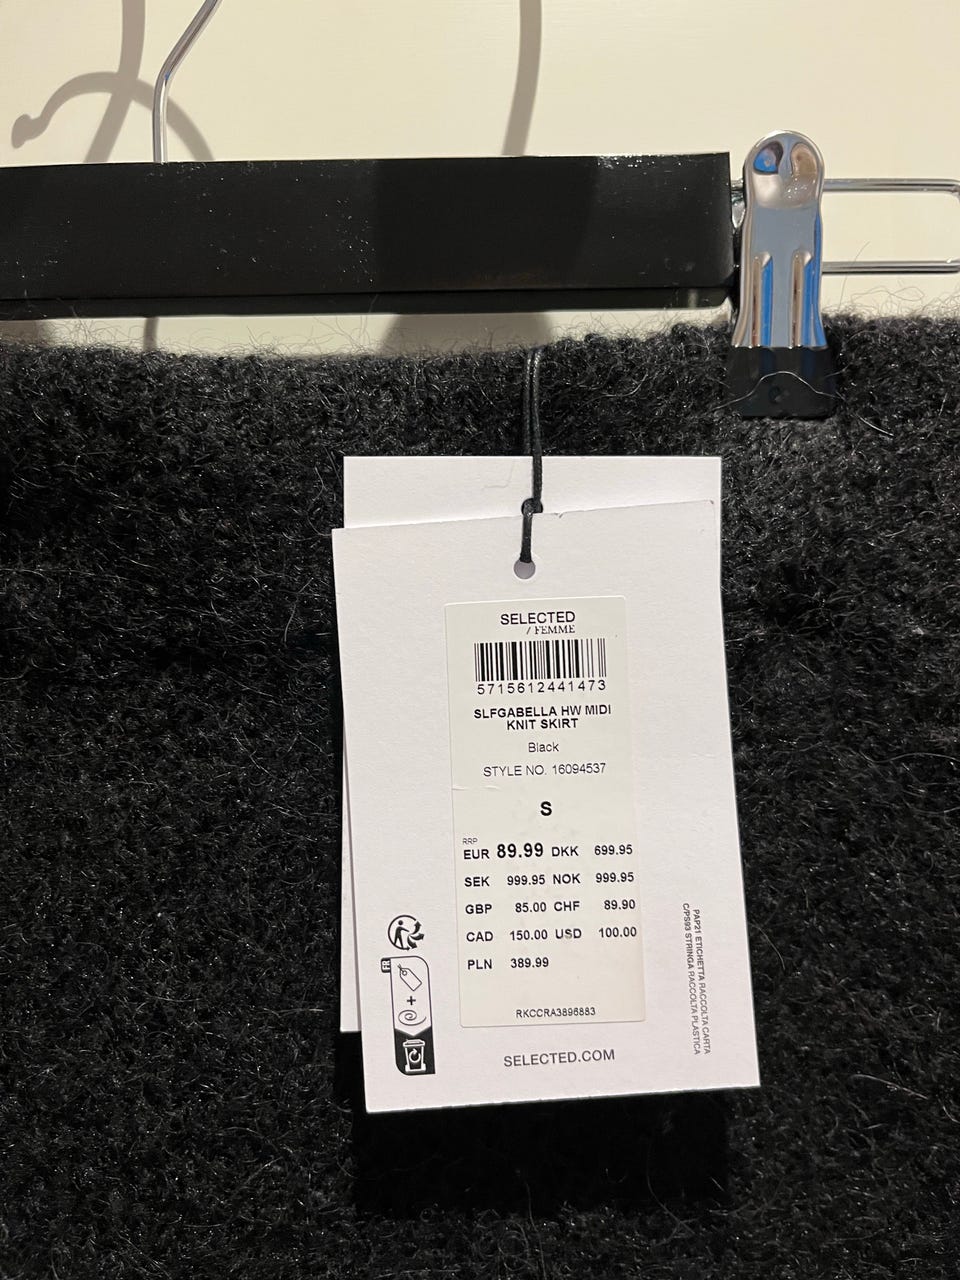 SELECTED
/ FEMME
5715612441473
SLFGABELLA HW MIDI
KNIT SKIRT
Black
STYLE NO. 16094537
S
RRP
EUR 89.99 DKK 699.95
SEK 999.95 NOK 999.95
GBP 85.00 CHF 89.90
CAD 150.00 USD 100.00
PLN 389.99
RKCCRA3896883
SELECTED.COM
FR
+
PAP21 ETICHETTA RACCOLTA CARTA
C/PS93 STRINGA RACCOLTA PLASTICA